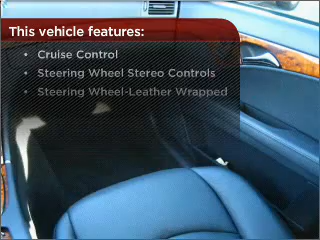 This vehicle features:
• Cruise Control
• Steering Wheel Stereo Controls
• Steering Wheel-Leather Wrapped